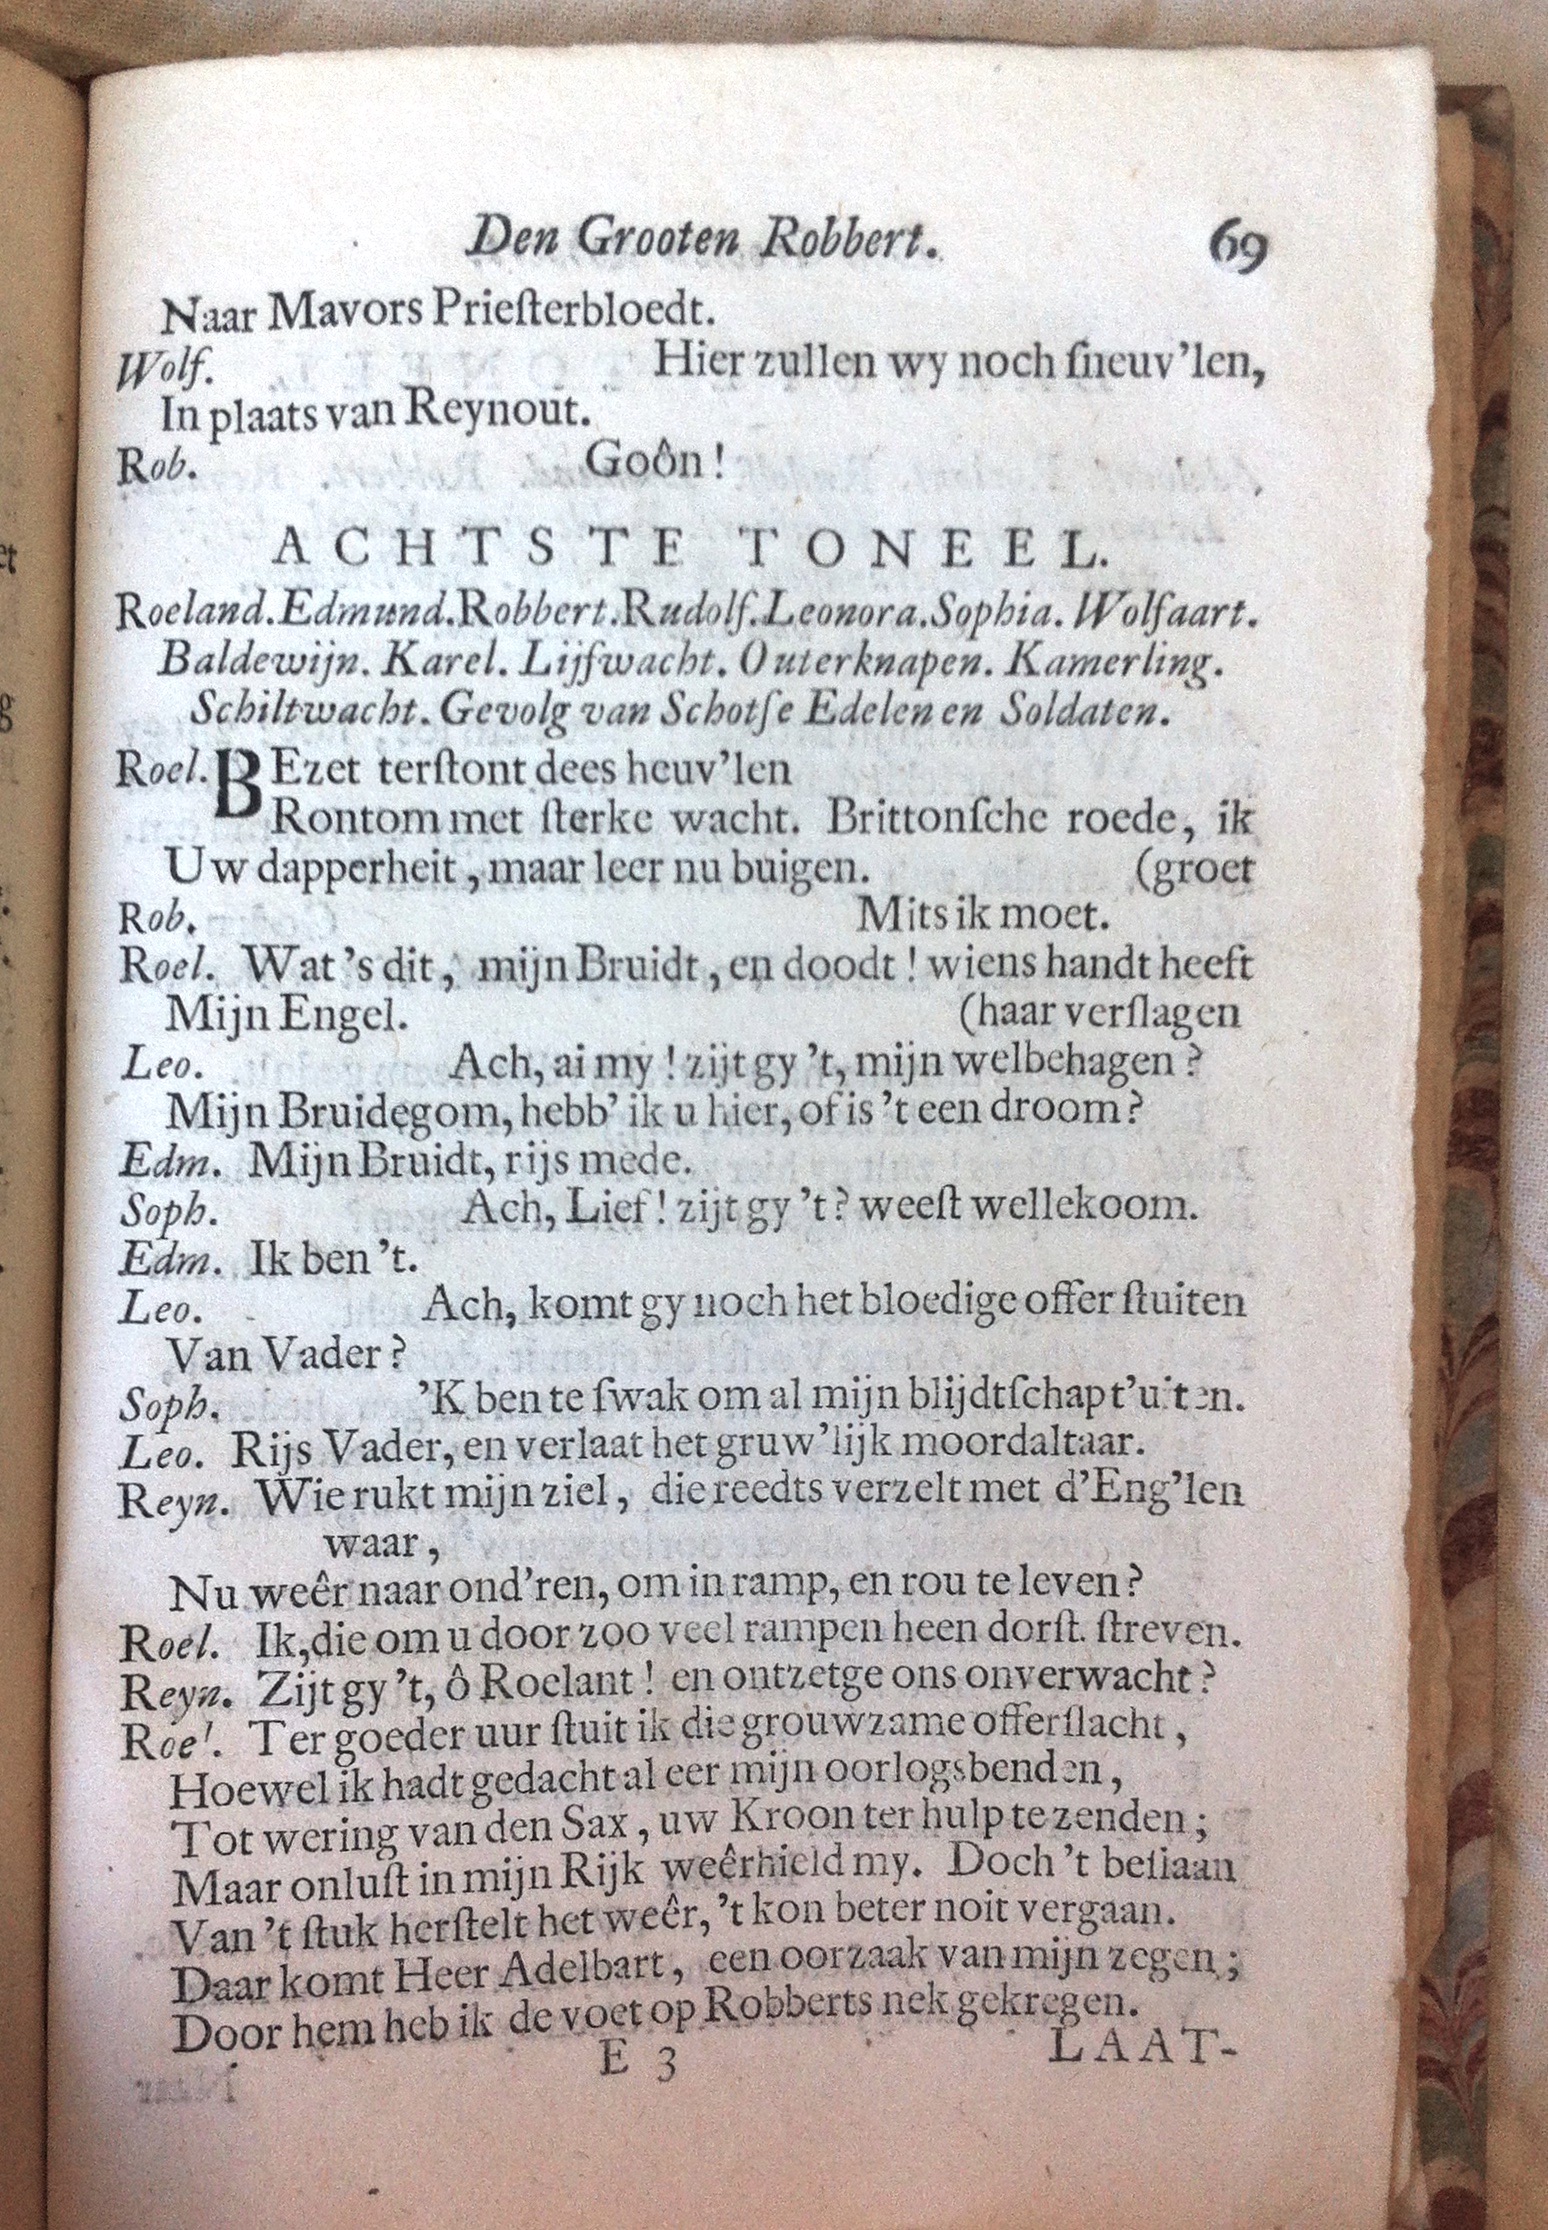 Den Grooten Robbert. 69
Naar Mavors Prieſterbloedt.
Wolf. Hier zullen wy noch ſneuv'len,
In plaats van Reynout.
Rob. Goôn!
ACHTSTE TONEEL.
Roeland. Edmund. Robbert. Rudolf. Leonora. Sophia. Wolfaart.
Baldewijn. Karel. Lijfwacht. Outerknapen. Kamerling.
Schiltwacht. Gevolg van Schotſe Edelen en Soldaten.
Roel. BEzet terſtont dees heuv'len
Rontom met ſterke wacht. Brittonſche roede, ik
Uw dapperheit, maar leer nu buigen. (groet
Rob. Mits ik moet.
Roel. Wat 's dit, mijn Bruidt, en doodt! wiens handt heeft
Mijn Engel. (haar verſlagen
Leo. Ach, ai my! zijt gy 't, mijn welbehagen?
Mijn Bruidegom, hebb' ik u hier, of is 't een droom?
Edm. Mijn Bruidt, rijs mede.
Soph. Ach, Lief! zijt gy 't? weeſt wellekoom.
Edm. Ik ben 't.
Leo. Ach, komt gy noch het bloedige offer ſtuiten
Van Vader?
Soph. 'K ben te ſwak om al mijn blijdtſchap t'uiten.
Leo. Rijs Vader, en verlaat het gruw'lijk moordaltaar.
Reyn. Wie rukt mijn ziel, die reedts verzelt met d'Eng'len
waar,
Nu weêr naar ond'ren, om in ramp, en rou te leven?
Roel. Ik, die om u door zoo veel rampen heen dorſt ſtreven.
Reyn. Zijt gy 't, ô Roelant! en ontzetge ons onverwacht?
Roel. Ter goeder uur ſtuit ik die grouwzame offerſlacht,
Hoewel ik hadt gedacht al eer mijn oorlogsbenden,
Tot wering van den Sax, uw Kroon ter hulp te zenden;
Maar onluſt in mijn Rijk weêrhield my. Doch 't beſlaan
Van 't ſtuk herſtelt het weêr, 't kon beter noit vergaan.
Daar komt Heer Adelbart, een oorzaak van mijn zegen;
Door hem heb ik de voet op Robberts nek gekregen.
E 3 LAAT-